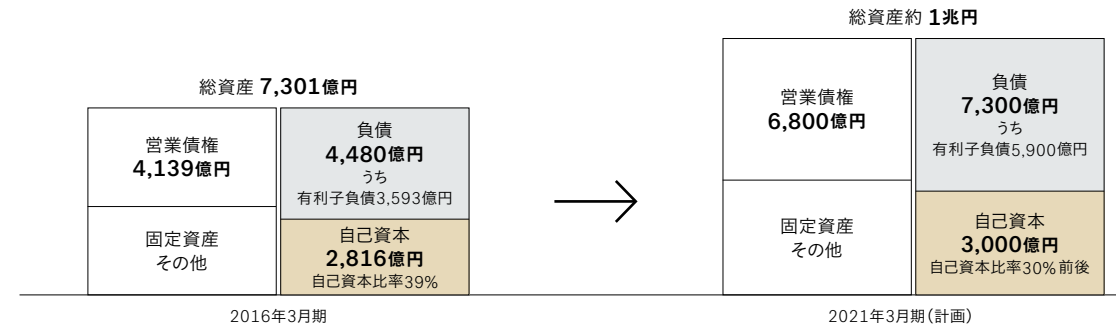 総資産 7,301億円
営業債権
4,139億円
固定資産
その他
負債
4,480億円
うち
有利子負債3,593億円
自己資本
2,816億円
自己資本比率39%
2016年3月期
総資産約 1兆円
営業債権
6,800億円
固定資産
その他
負債
7,300億円
うち
有利子負債5,900億円
自己資本
3,000億円
自己資本比率30%前後
2021年3月期(計画)